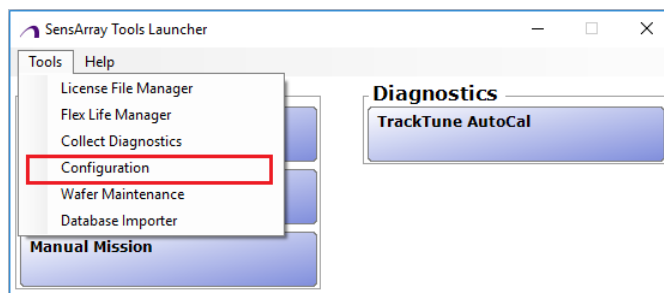 SensArray Tools Launcher
Tools Help
License File Manager
Flex Life Manager
Collect Diagnostics
Configuration
Wafer Maintenance
Database Importer
Manual Mission
Diagnostics
TrackTune AutoCal